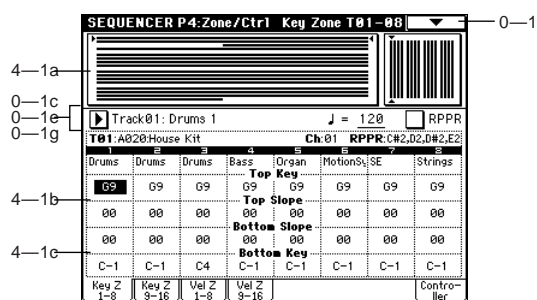 SEQUENCER P4:Zone/Ctrl Key Zone T01-08
0—1
4—1a
0—1c
0—1e
0—1g
Track01: Drums 1 ♩ = 120 RPPR
T01:A020:House Kit Ch:01 RPPR:C#2,D2,D#2,E2
1 2 3 4 5 6 7 8
Drums Drums Drums Bass Organ MotionSy SE Strings
Top Key
G9 G9 G9 G9 G9 G9 G9 G9
4—1b
Top Slope
00 00 00 00 00 00 00 00
Bottom Slope
00 00 00 00 00 00 00 00
4—1c
Bottom Key
C-1 C-1 C4 C-1 C-1 C-1 C-1 C-1
Key Z 1-8 Key Z 9-16 Vel Z 1-8 Vel Z 9-16 Contro-ller